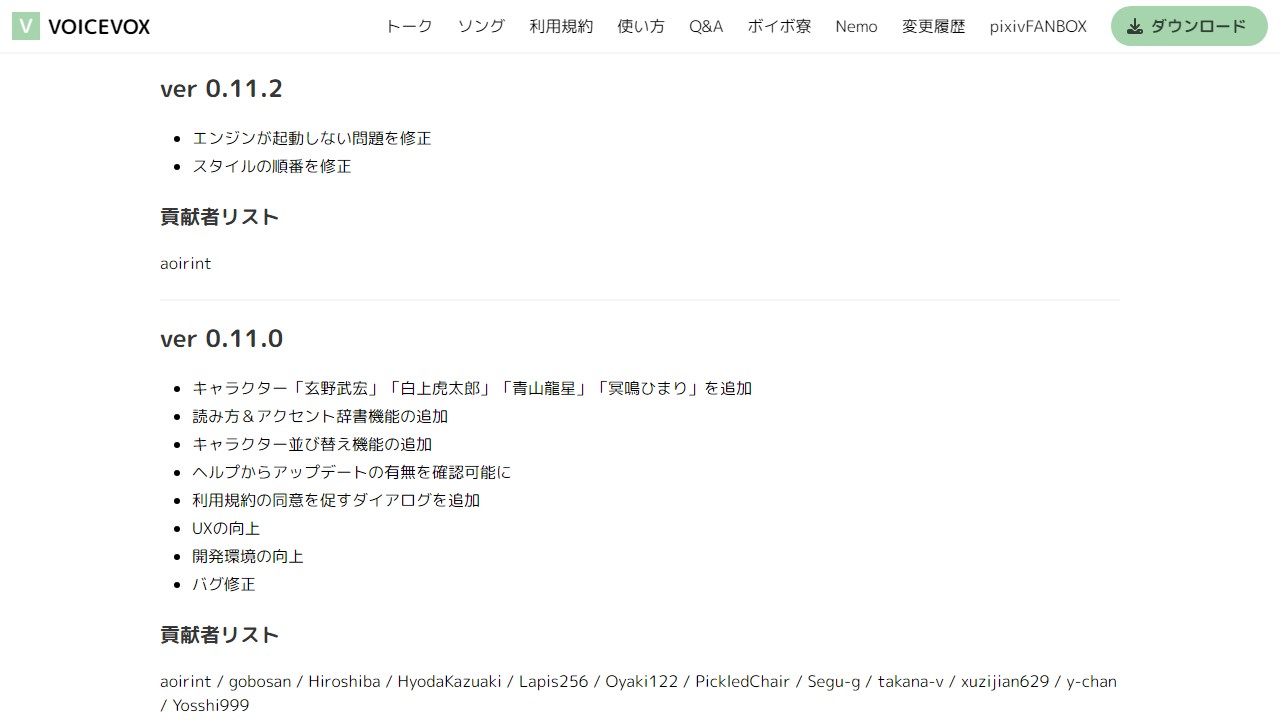 V VOICEVOX トーク ソング 利用規約 使い方 Q&A ボイボ寮 Nemo 変更履歴 pixivFANBOX ダウンロード
ver 0.11.2
エンジンが起動しない問題を修正
スタイルの順番を修正
貢献者リスト
aoirint
ver 0.11.0
キャラクター「玄野武宏」「白上虎太郎」「青山龍星」「冥鳴ひまり」を追加
読み方＆アクセント辞書機能の追加
キャラクター並び替え機能の追加
ヘルプからアップデートの有無を確認可能に
利用規約の同意を促すダイアログを追加
UXの向上
開発環境の向上
バグ修正
貢献者リスト
aoirint / gobosan / Hiroshiba / HyodaKazuaki / Lapis256 / Oyaki122 / PickledChair / Segu-g / takana-v / xuzijian629 / y-chan
/ Yosshi999